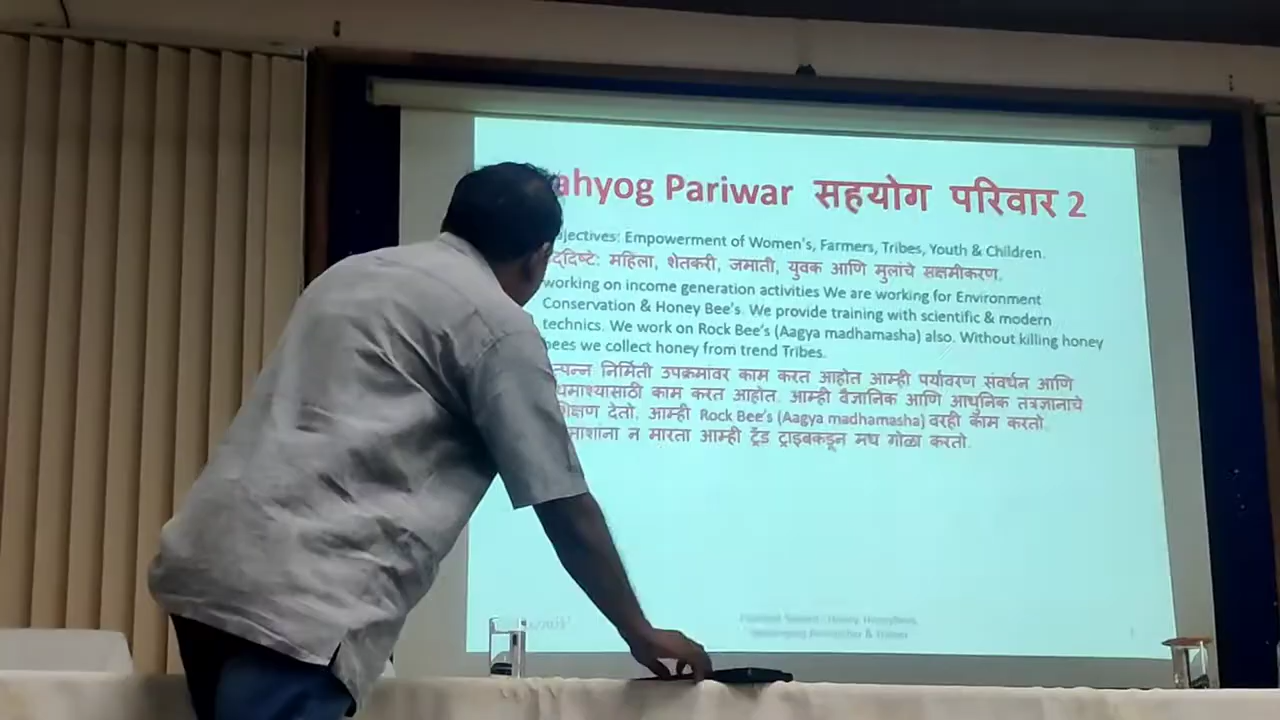 ahyog Pariwar सहयोग परिवार 2
jectives: Empowerment of Women's, Farmers, Tribes, Youth & Children.
द्दिष्टे: महिला, शेतकरी, जमाती, युवक आणि मुलांचे सक्षमीकरण.
working on income generation activities We are working for Environment
Conservation & Honey Bee's. We provide training with scientific & modern
technics. We work on Rock Bee's (Aagya madhamasha) also. Without killing honey
bees we collect honey from trend Tribes.
त्पन्न निर्मिती उपक्रमावर काम करत आहोत आम्ही पर्यावरण संवर्धन आणि
धमाश्यासाठी काम करत आहोत. आम्ही वैज्ञानिक आणि आधुनिक तत्रज्ञानाचे
क्षण देतो. आम्ही Rock Bee's (Aagya madhamasha) वरही काम करतो.
माशाना न मारता आम्ही ट्रेंड ट्राइबकडून मध गोळा करतो.